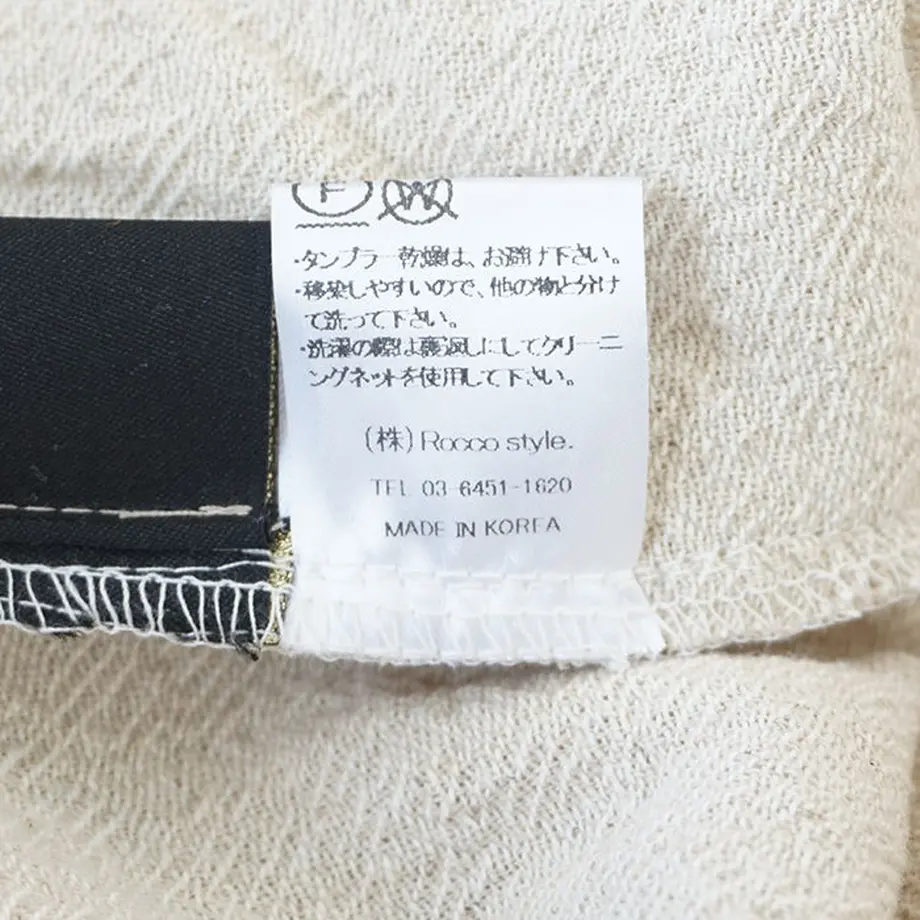 F W
・タンブラー乾燥は、お避け下さい。
・移染しやすいので、他の物と分け
て洗って下さい。
・洗濯の際は裏返しにしてクリーニ
ングネットを使用して下さい。
(株)Rocco style.
TEL 03-6451-1620
MADE IN KOREA